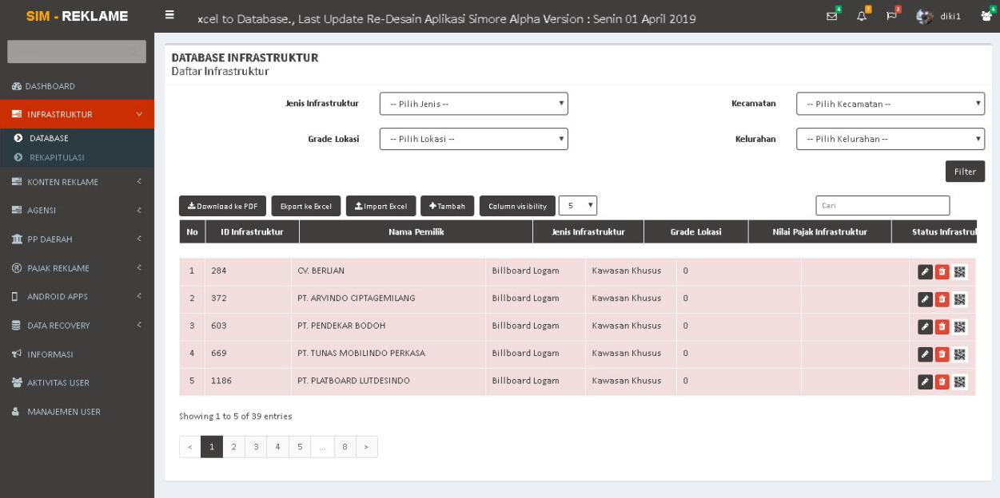 SIM - REKLAME
xcel to Database., Last Update Re-Desain Aplikasi Simore Alpha Version : Senin 01 April 2019
4
7
2
diki1
4
DASHBOARD
INFRASTRUKTUR
DATABASE
REKAPITULASI
KONTEN REKLAME
AGENSI
PP DAERAH
PAJAK REKLAME
ANDROID APPS
DATA RECOVERY
INFORMASI
AKTIVITAS USER
MANAJEMEN USER
DATABASE INFRASTRUKTUR
Daftar Infrastruktur
Jenis Infrastruktur -- Pilih Jenis -- Kecamatan -- Pilih Kecamatan --
Grade Lokasi -- Pilih Lokasi -- Kelurahan -- Pilih Kelurahan --
Filter
Download ke PDF Ekport ke Excel Import Excel Tambah Column visibility 5 Cari
No ID Infrastruktur Nama Pemilik Jenis Infrastruktur Grade Lokasi Nilai Pajak Infrastruktur Status Infrastruk
1 284 CV. BERLIAN Billboard Logam Kawasan Khusus 0
2 372 PT. ARVINDO CIPTAGEMILANG Billboard Logam Kawasan Khusus 0
3 603 PT. PENDEKAR BODOH Billboard Logam Kawasan Khusus 0
4 669 PT. TUNAS MOBILINDO PERKASA Billboard Logam Kawasan Khusus 0
5 1186 PT. PLATBOARD LUTDESINDO Billboard Logam Kawasan Khusus 0
Showing 1 to 5 of 39 entries
< 1 2 3 4 5 ... 8 >